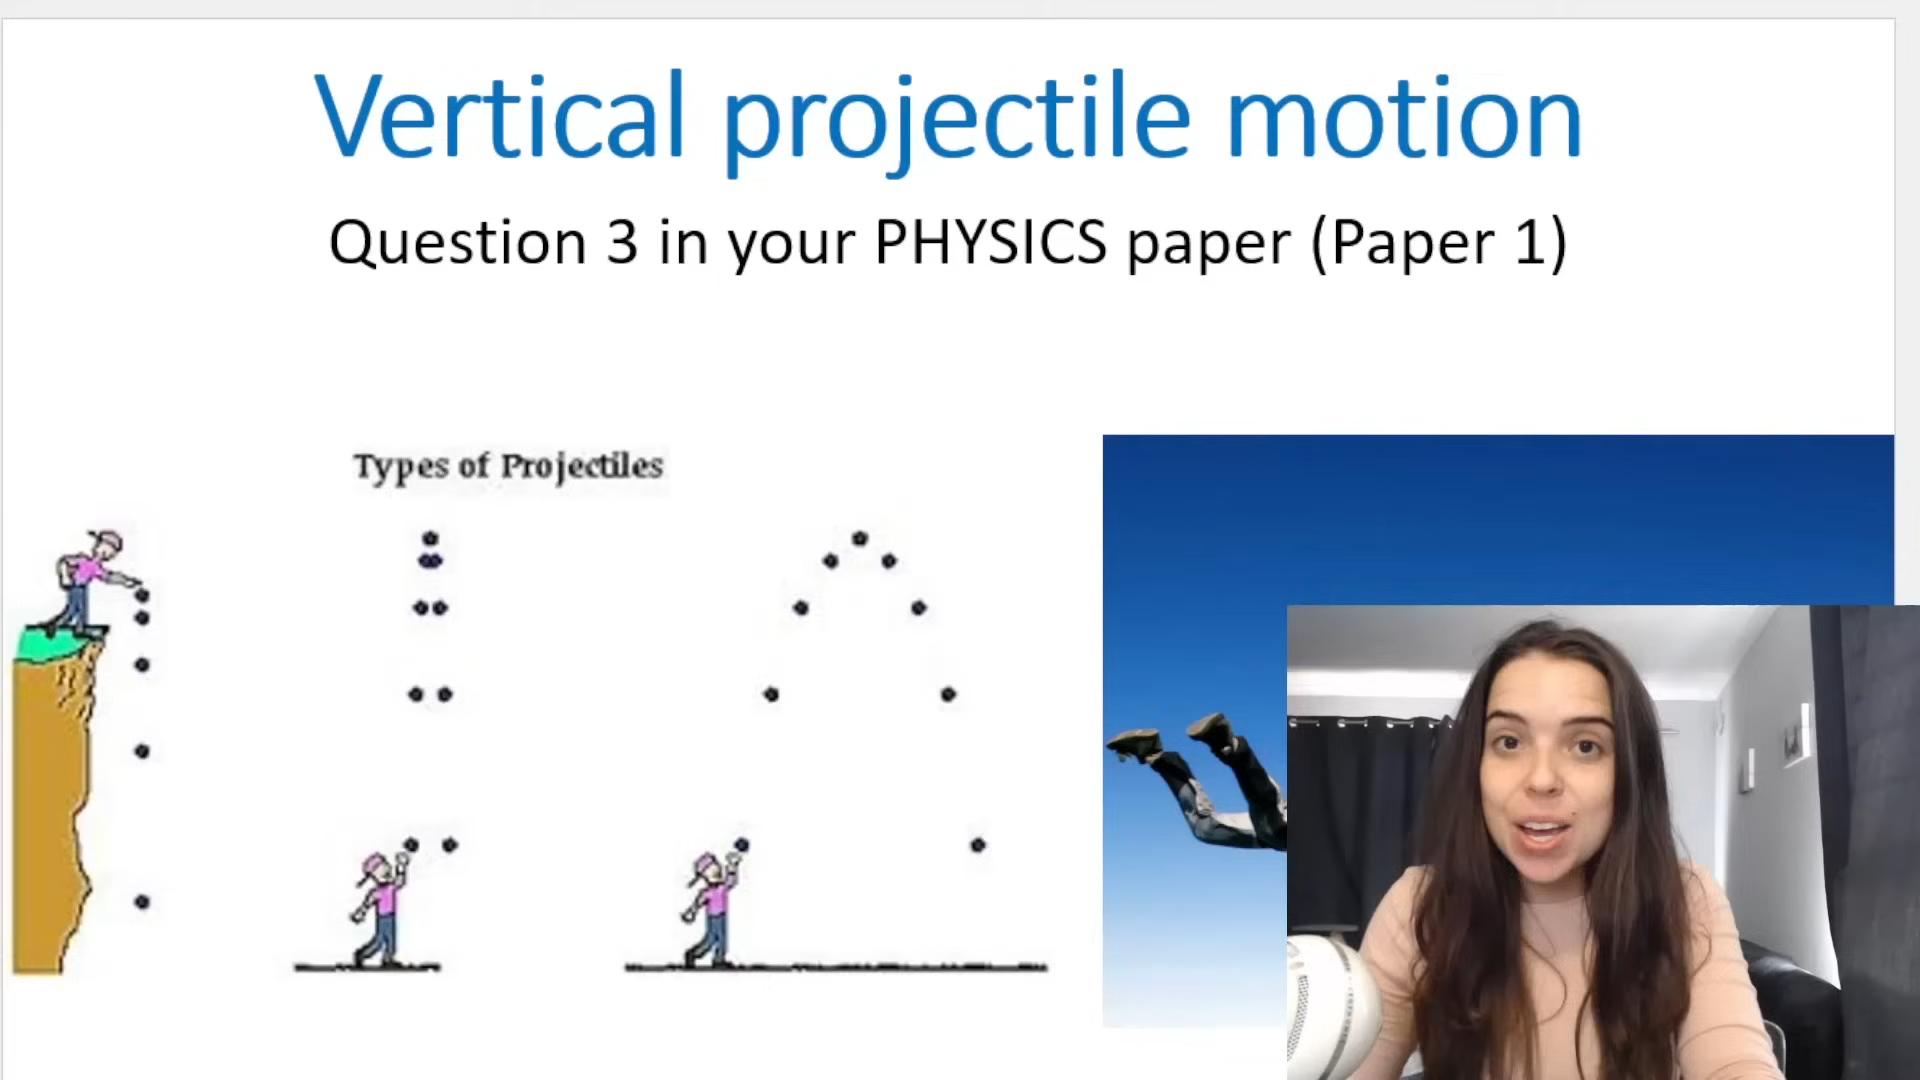 Vertical projectile motion
Question 3 in your PHYSICS paper (Paper 1)
Types of Projectiles